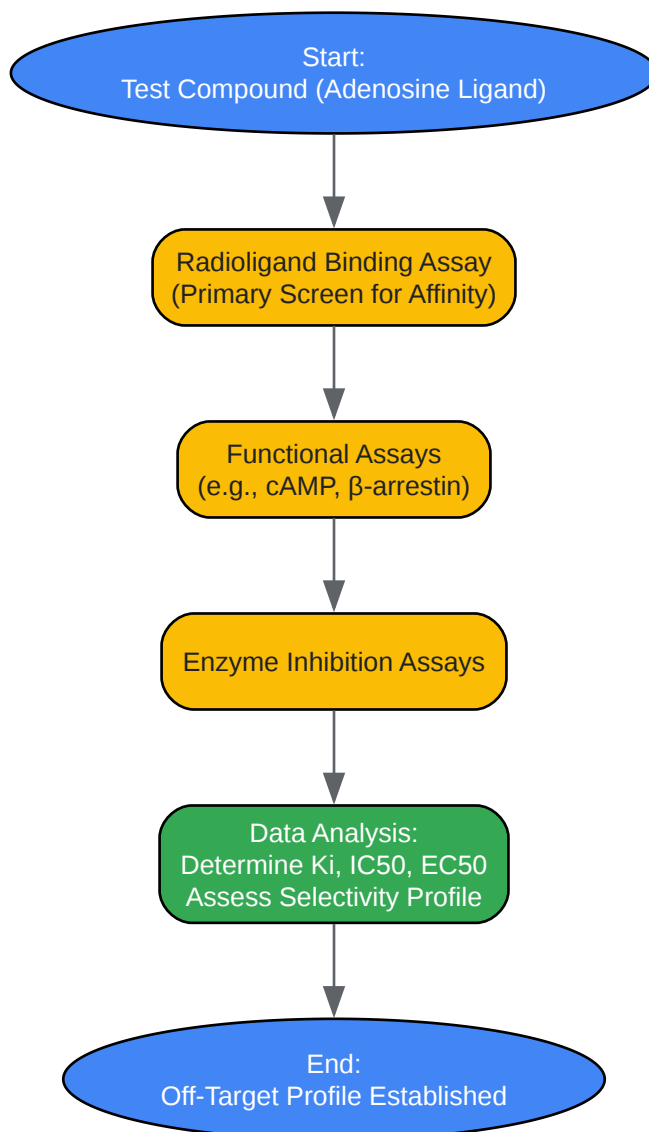 Start:
Test Compound (Adenosine Ligand)
Radioligand Binding Assay
(Primary Screen for Affinity)
Functional Assays
(e.g., cAMP, β-arrestin)
Enzyme Inhibition Assays
Data Analysis:
Determine Ki, IC50, EC50
Assess Selectivity Profile
End:
Off-Target Profile Established